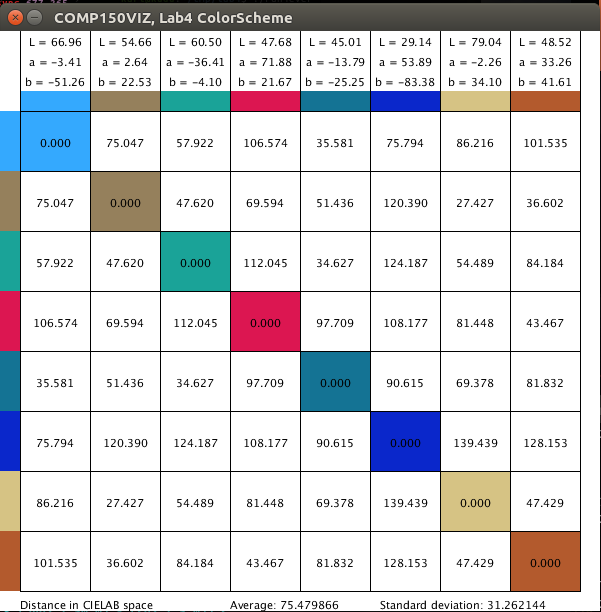 COMP150VIZ, Lab4 ColorScheme
L = 66.96 L = 54.66 L = 60.50 L = 47.68 L = 45.01 L = 29.14 L = 79.04 L = 48.52
a = −3.41 a = 2.64 a = −36.41 a = 71.88 a = −13.79 a = 53.89 a = −2.26 a = 33.26
b = −51.26 b = 22.53 b = −4.10 b = 21.67 b = −25.25 b = −83.38 b = 34.10 b = 41.61
0.000 75.047 57.922 106.574 35.581 75.794 86.216 101.535
75.047 0.000 47.620 69.594 51.436 120.390 27.427 36.602
57.922 47.620 0.000 112.045 34.627 124.187 54.489 84.184
106.574 69.594 112.045 0.000 97.709 108.177 81.448 43.467
35.581 51.436 34.627 97.709 0.000 90.615 69.378 81.832
75.794 120.390 124.187 108.177 90.615 0.000 139.439 128.153
86.216 27.427 54.489 81.448 69.378 139.439 0.000 47.429
101.535 36.602 84.184 43.467 81.832 128.153 47.429 0.000
Distance in CIELAB space Average: 75.479866 Standard deviation: 31.262144